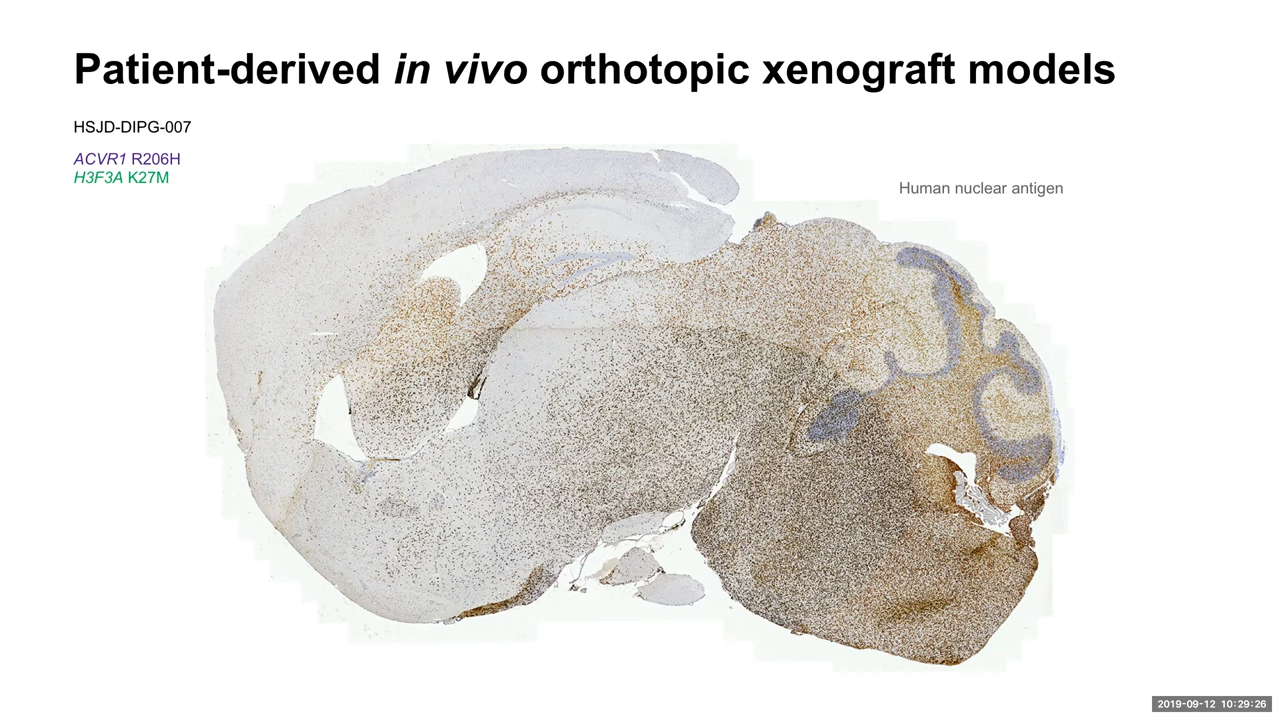 Patient-derived in vivo orthotopic xenograft models
HSJD-DIPG-007
ACVR1 R206H
H3F3A K27M
Human nuclear antigen
2019-09-12 10:29:26